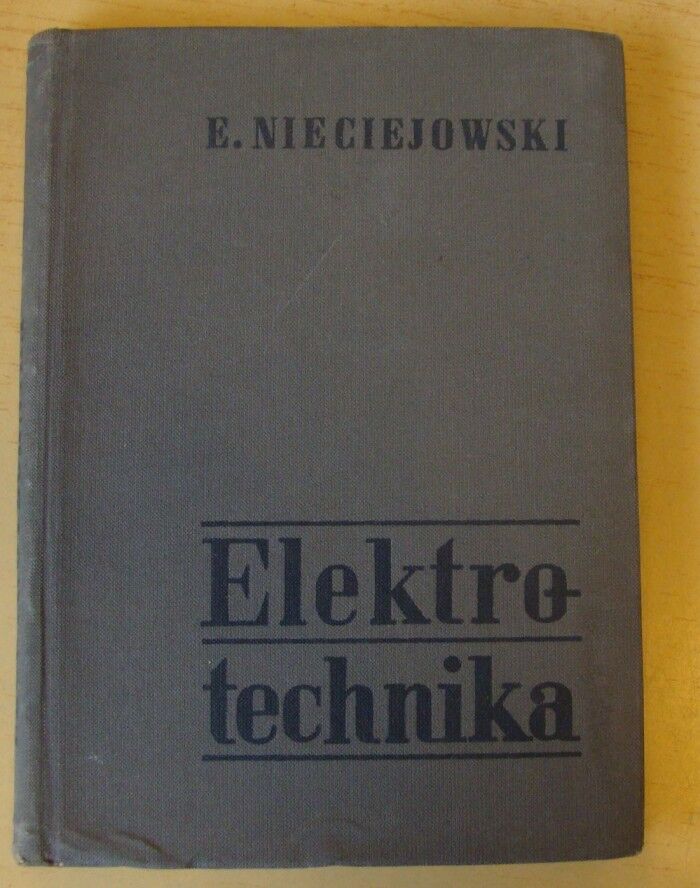 E. NIECIEJOWSKI
Elektro-
technika